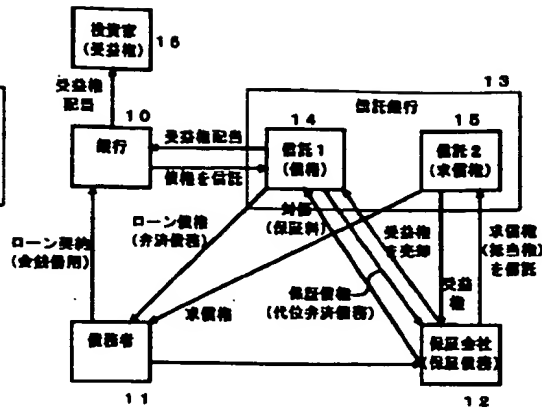 投資家
(受益権)
16
受益権
配当
10
銀行
受益権配当
債権を信託
13
信託銀行
14
信託1
(債権)
15
信託2
(求償権)
対価
(保証料)
ローン債権
(弁済債務)
ローン契約
(金銭借用)
受益権
を売却
求償権
(抵当権)
を信託
受益
権
保証債権
(代位弁済債務)
求償権
債務者
11
保証会社
(保証債務)
12